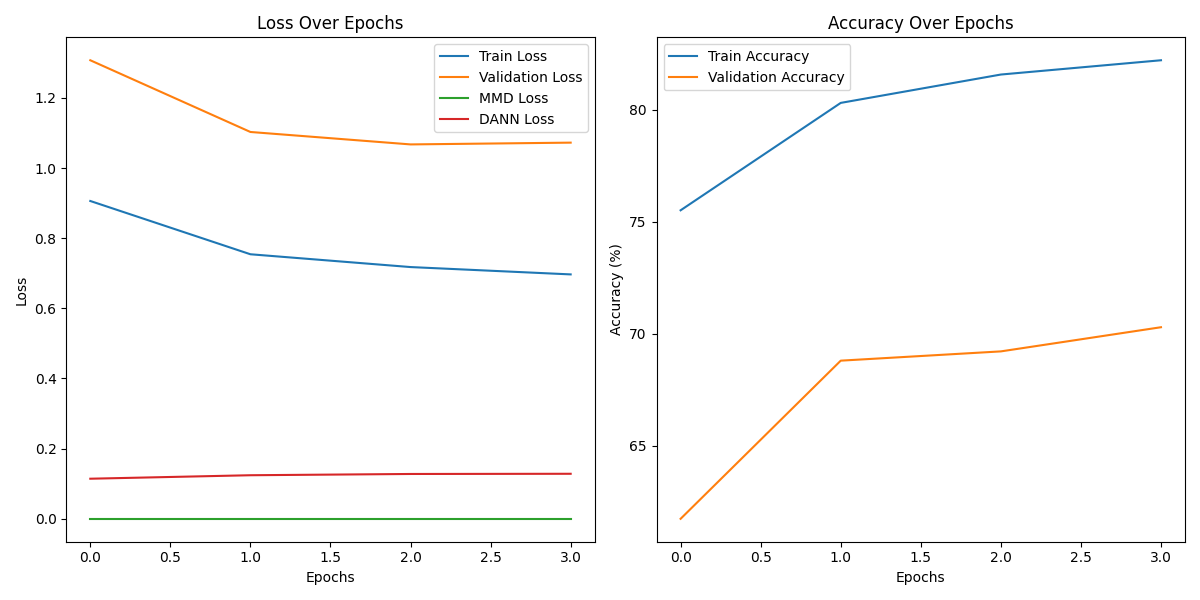 Loss Over Epochs
Train Loss
Validation Loss
MMD Loss
DANN Loss
1.2
1.0
0.8
0.6
0.4
0.2
0.0
Loss
0.0 0.5 1.0 1.5 2.0 2.5 3.0
Epochs
Accuracy Over Epochs
Train Accuracy
Validation Accuracy
80
75
70
65
Accuracy (%)
0.0 0.5 1.0 1.5 2.0 2.5 3.0
Epochs